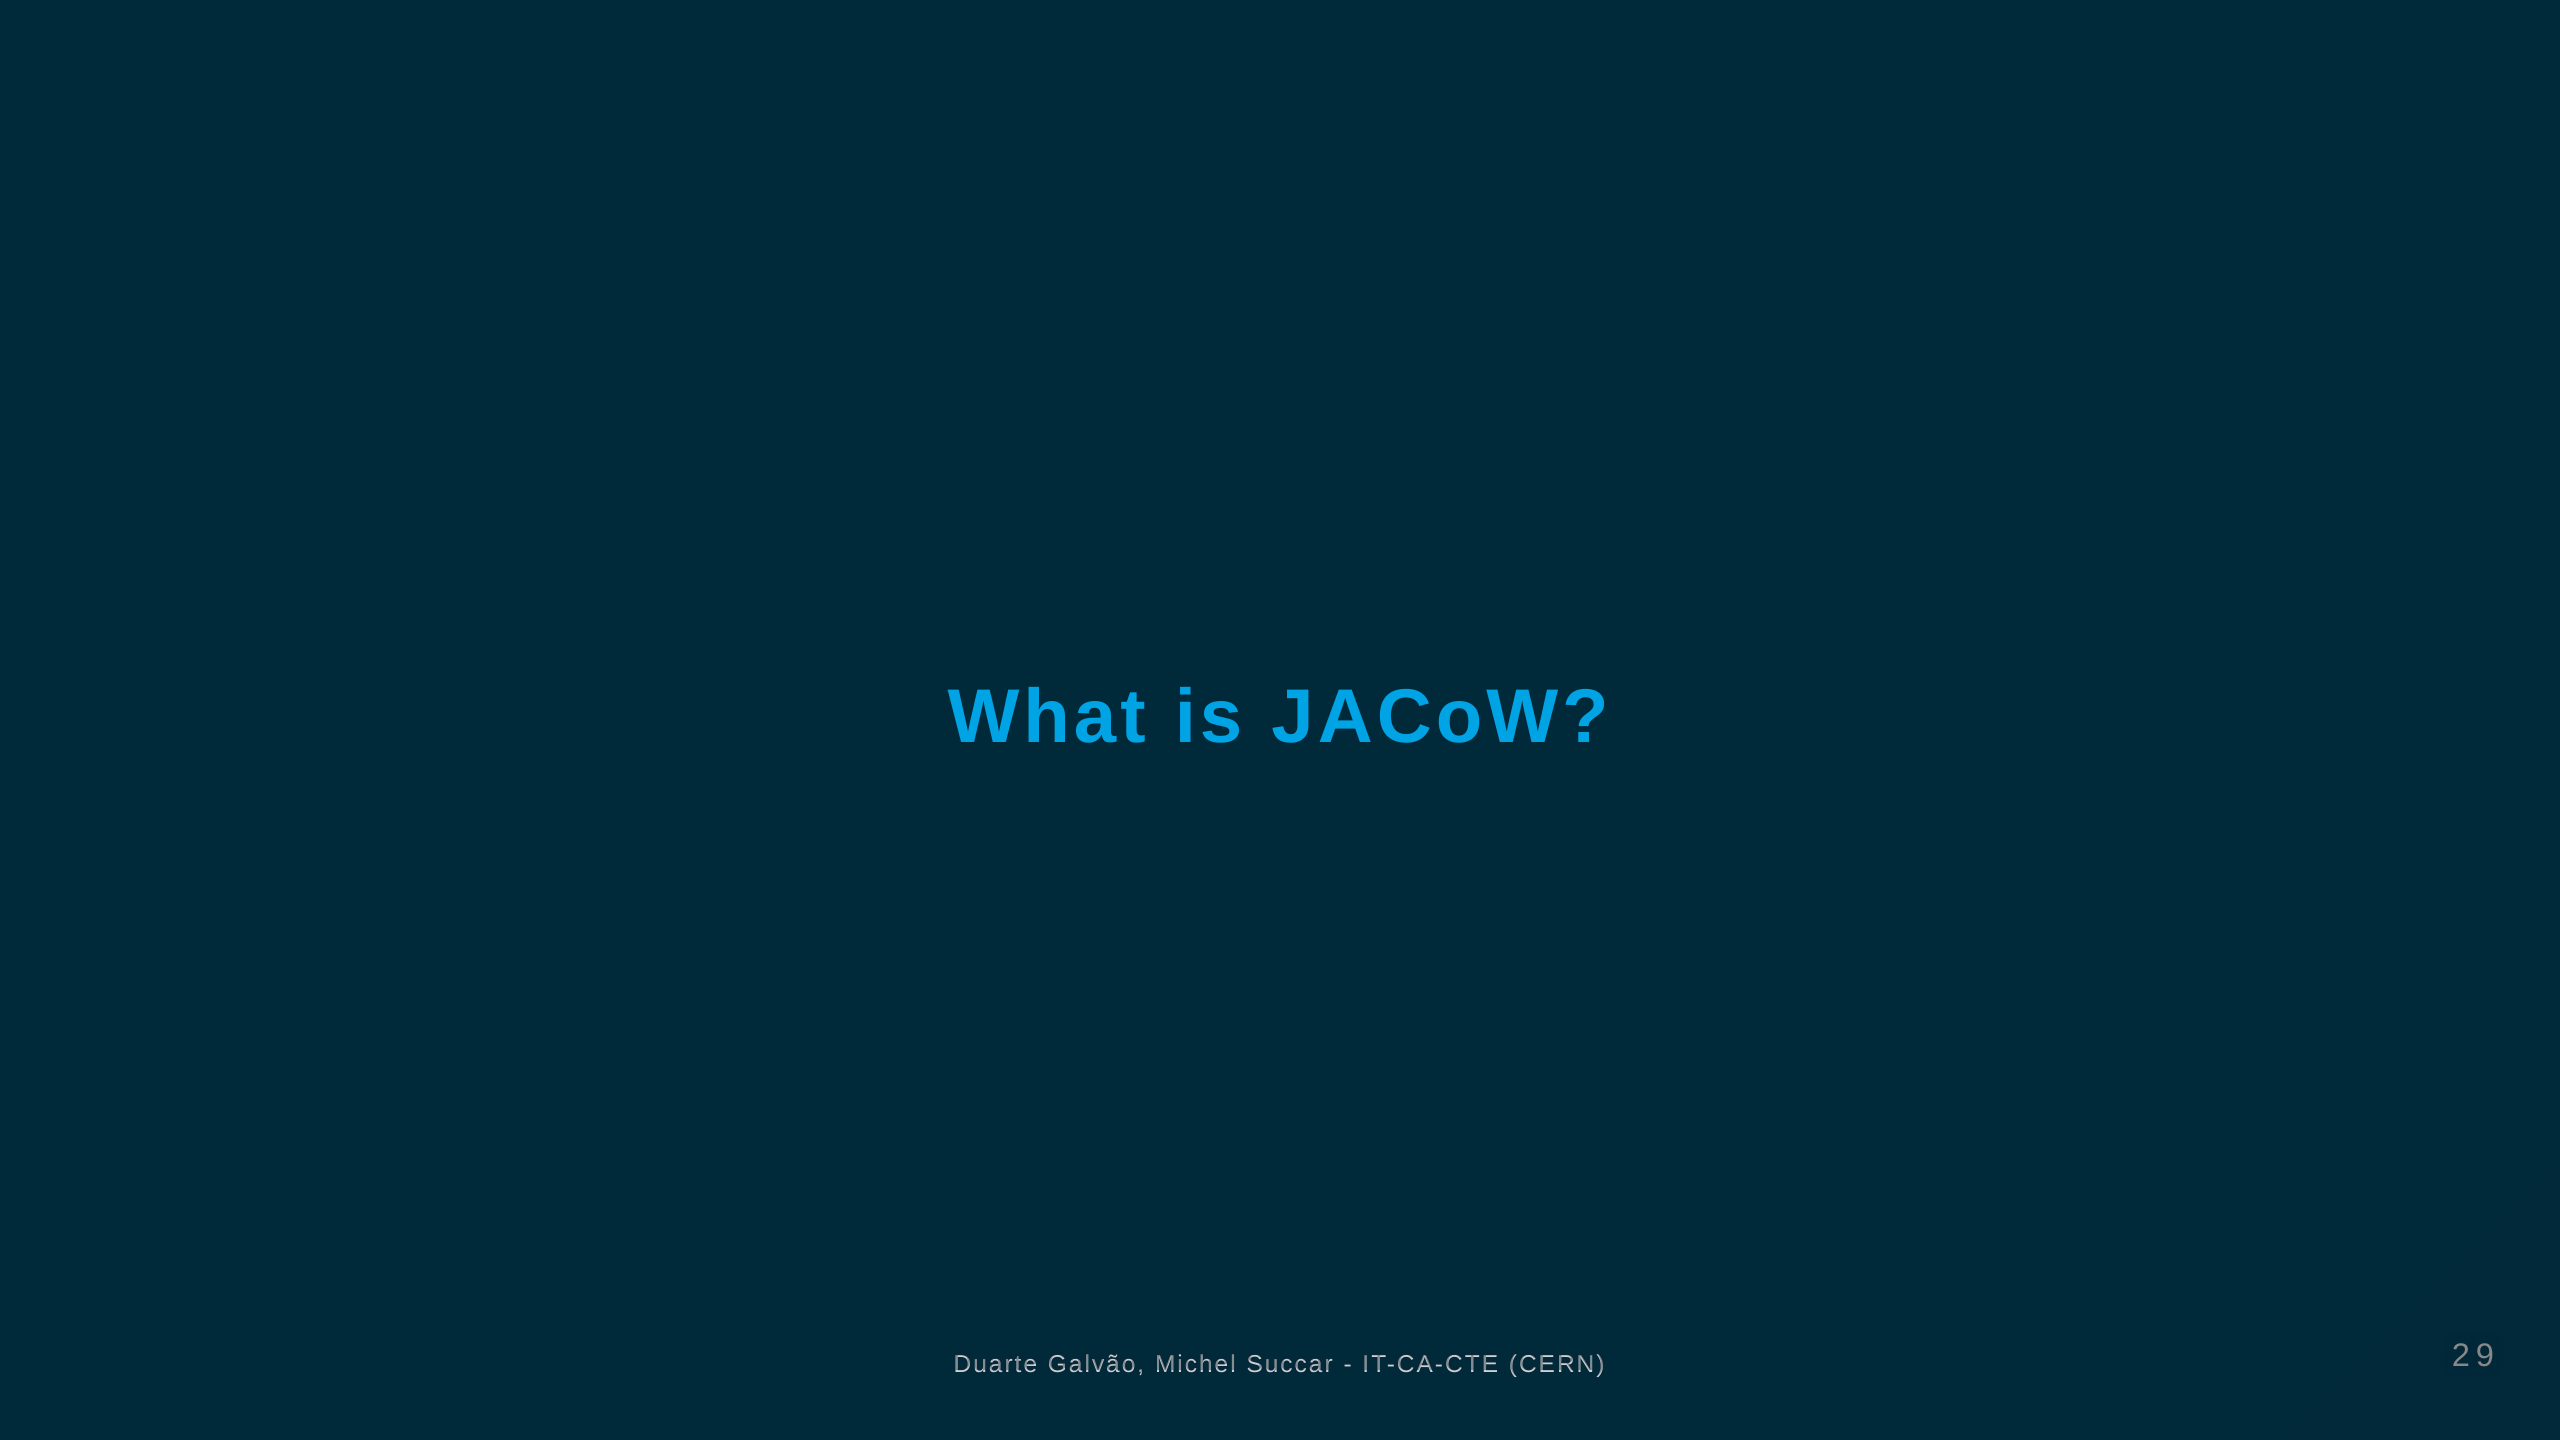 What is JACoW?
Duarte Galvão, Michel Succar - IT-CA-CTE (CERN)
29